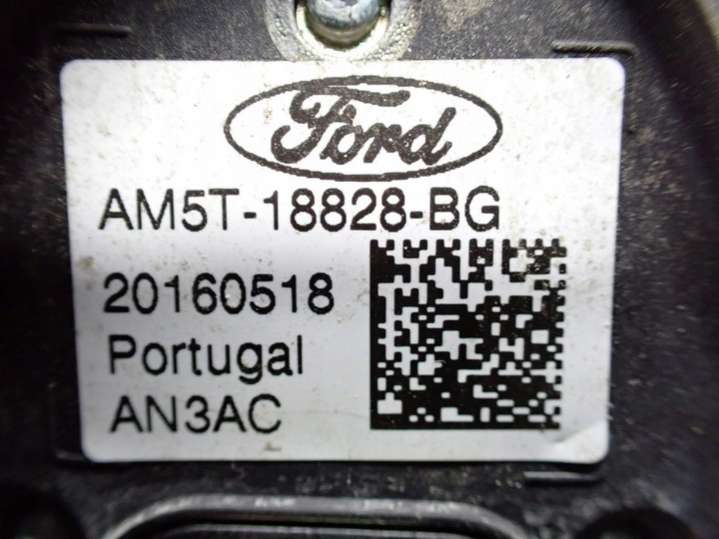 Ford
AM5T-18828-BG
20160518
Portugal
AN3AC